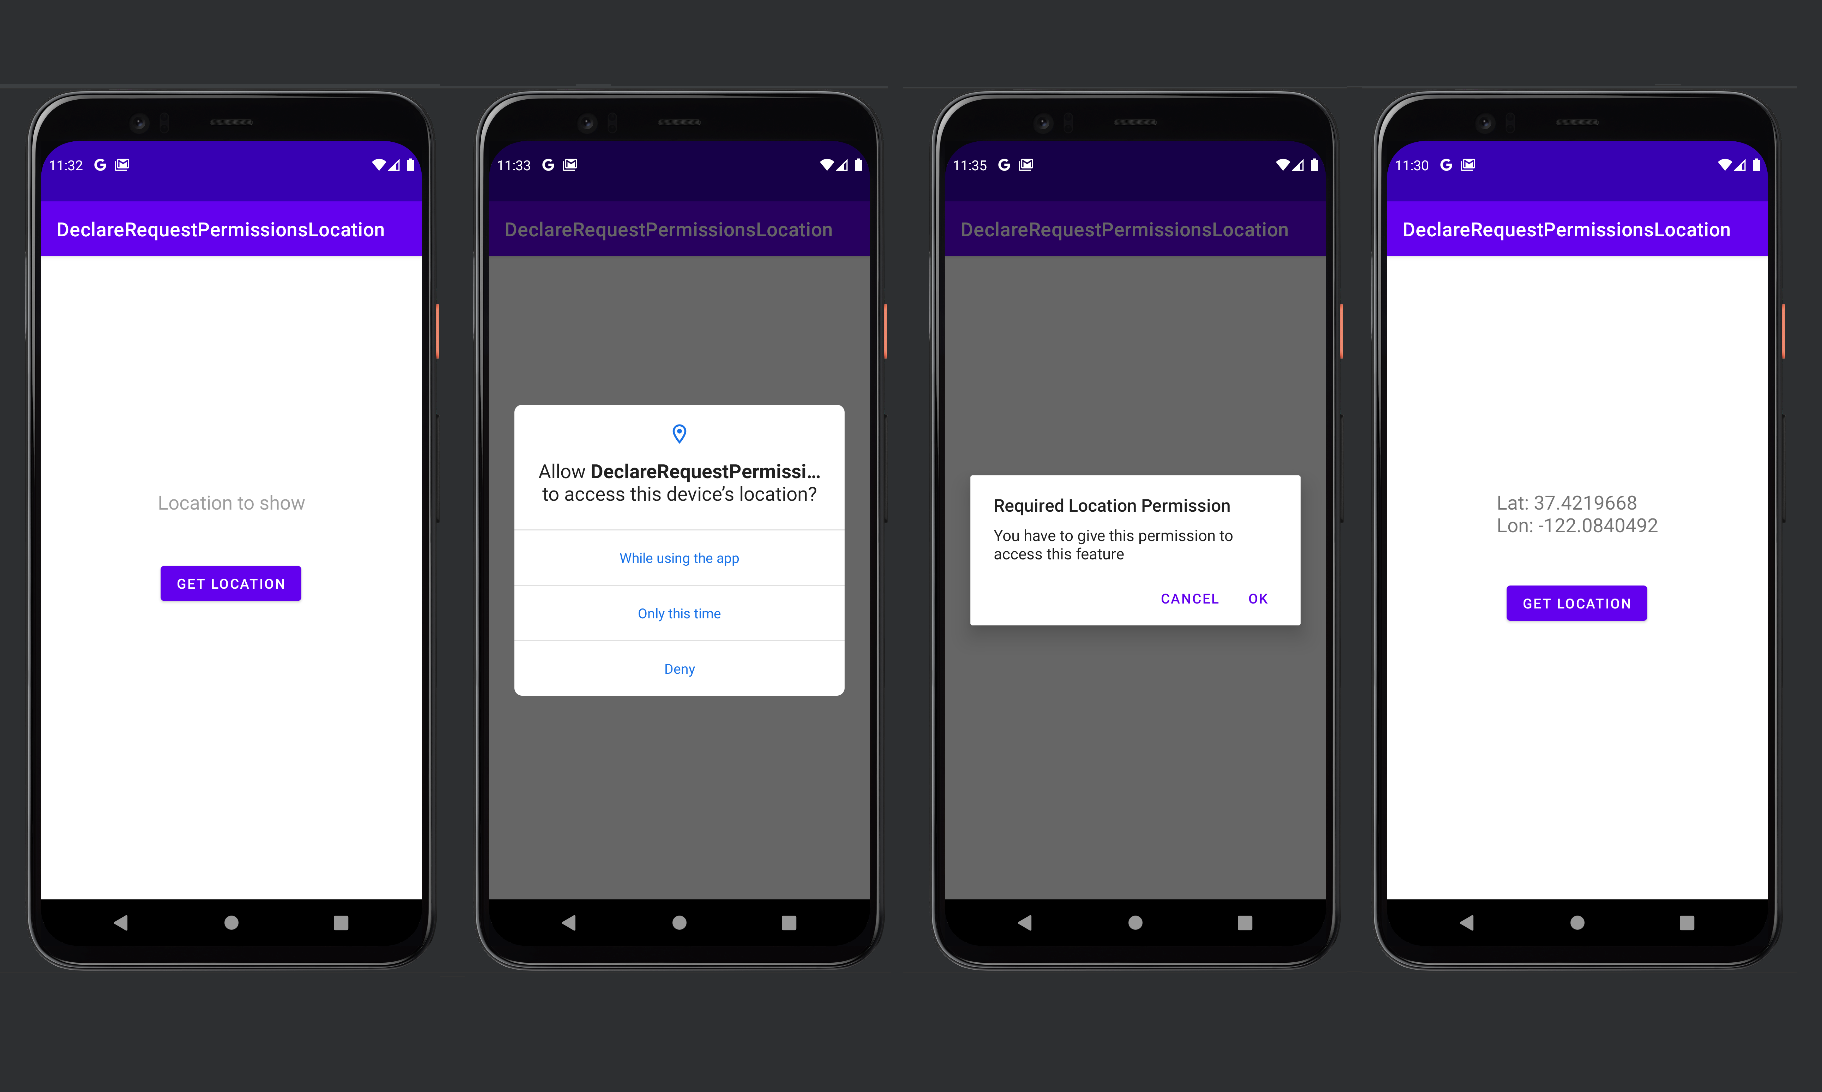 11:32
DeclareRequestPermissionsLocation
Location to show
GET LOCATION
11:33
DeclareRequestPermissionsLocation
Allow DeclareRequestPermissi...
to access this device's location?
While using the app
Only this time
Deny
11:35
DeclareRequestPermissionsLocation
Required Location Permission
You have to give this permission to
access this feature
CANCEL OK
11:30
DeclareRequestPermissionsLocation
Lat: 37.4219668
Lon: -122.0840492
GET LOCATION